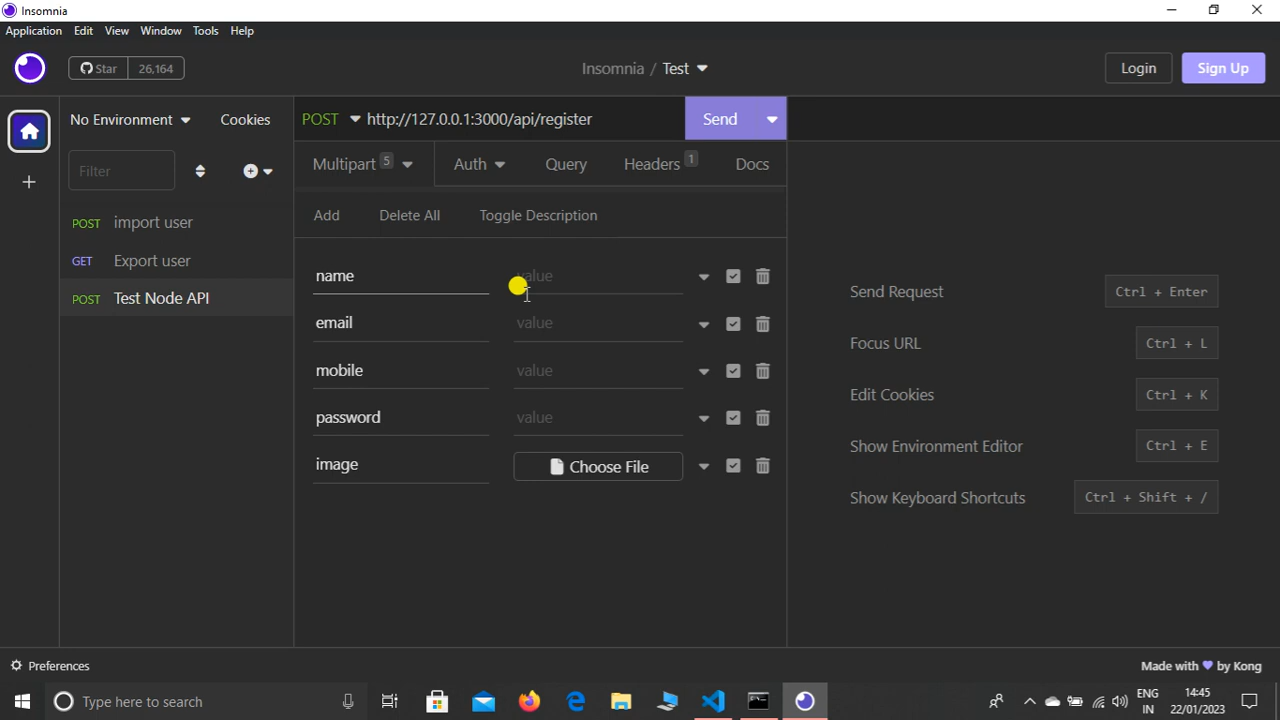 Insomnia
Application Edit View Window Tools Help
Star 26,164
Insomnia / Test
Login Sign Up
No Environment
Cookies
POST http://127.0.0.1:3000/api/register
Send
Filter
Multipart 5 Auth Query Headers 1 Docs
Add Delete All Toggle Description
POST import user
GET Export user
POST Test Node API
name value
email value
mobile value
password value
image Choose File
Send Request Ctrl + Enter
Focus URL Ctrl + L
Edit Cookies Ctrl + K
Show Environment Editor Ctrl + E
Show Keyboard Shortcuts Ctrl + Shift + /
Preferences
Made with by Kong
Type here to search
ENG
IN
14:45
22/01/2023